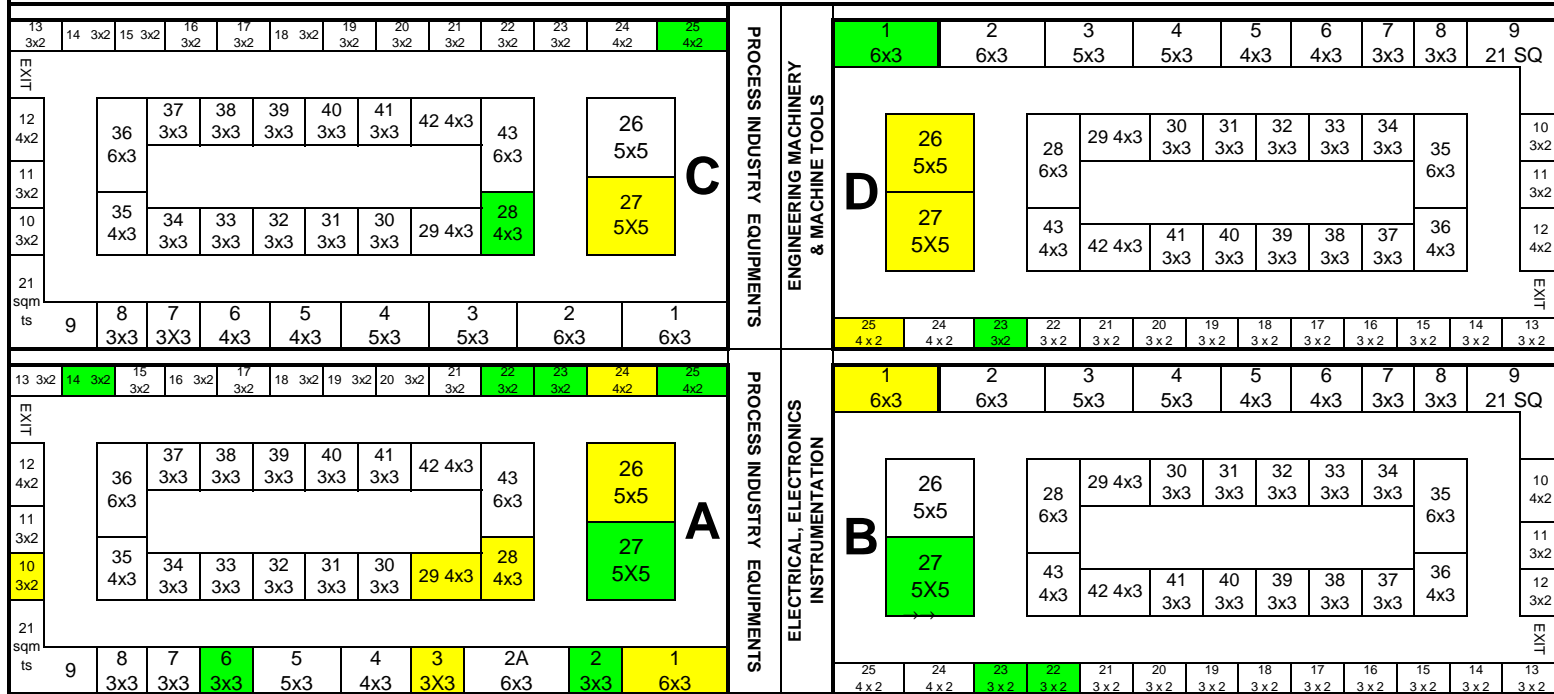 13 3x2 14 3x2 15 3x2 16 3x2 17 3x2 18 3x2 19 3x2 20 3x2 21 3x2 22 3x2 23 3x2 24 4x2 25 4x2
EXIT
12 4x2
11 3x2
10 3x2
21 sqm ts 9
36 6x3
37 3x3 38 3x3 39 3x3 40 3x3 41 3x3 42 4x3
43 6x3
26 5x5
C
27 5X5
35 4x3
34 3x3 33 3x3 32 3x3 31 3x3 30 3x3 29 4x3
28 4x3
8 3x3 7 3X3 6 4x3 5 4x3 4 5x3 3 5x3 2 6x3 1 6x3
PROCESS INDUSTRY EQUIPMENTS
ENGINEERING MACHINERY
& MACHINE TOOLS
1 6x3 2 6x3 3 5x3 4 5x3 5 4x3 6 4x3 7 3x3 8 3x3 9 21 SQ
D
26 5x5
27 5X5
28 6x3
29 4x3 30 3x3 31 3x3 32 3x3 33 3x3 34 3x3
35 6x3
10 3x2
11 3x2
12 4x2
EXIT
43 4x3
42 4x3 41 3x3 40 3x3 39 3x3 38 3x3 37 3x3
36 4x3
25 4 x 2 24 4 x 2 23 3x2 22 3 x 2 21 3 x 2 20 3 x 2 19 3 x 2 18 3 x 2 17 3 x 2 16 3 x 2 15 3 x 2 14 3 x 2 13 3 x 2
13 3x2 14 3x2 15 3x2 16 3x2 17 3x2 18 3x2 19 3x2 20 3x2 21 3x2 22 3x2 23 3x2 24 4x2 25 4x2
EXIT
12 4x2
11 3x2
10 3x2
21 sqm ts 9
36 6x3
37 3x3 38 3x3 39 3x3 40 3x3 41 3x3 42 4x3
43 6x3
26 5x5
A
27 5X5
35 4x3
34 3x3 33 3x3 32 3x3 31 3x3 30 3x3 29 4x3
28 4x3
8 3x3 7 3x3 6 3x3 5 5x3 4 4x3 3 3X3 2A 6x3 2 3x3 1 6x3
PROCESS INDUSTRY EQUIPMENTS
ELECTRICAL, ELECTRONICS
INSTRUMENTATION
1 6x3 2 6x3 3 5x3 4 5x3 5 4x3 6 4x3 7 3x3 8 3x3 9 21 SQ
B
26 5x5
27 5X5
28 6x3
29 4x3 30 3x3 31 3x3 32 3x3 33 3x3 34 3x3
35 6x3
10 4x2
11 3x2
12 3x2
EXIT
43 4x3
42 4x3 41 3x3 40 3x3 39 3x3 38 3x3 37 3x3
36 4x3
25 4 x 2 24 4 x 2 23 3 x 2 22 3 x 2 21 3 x 2 20 3 x 2 19 3 x 2 18 3 x 2 17 3 x 2 16 3 x 2 15 3 x 2 14 3 x 2 13 3 x 2